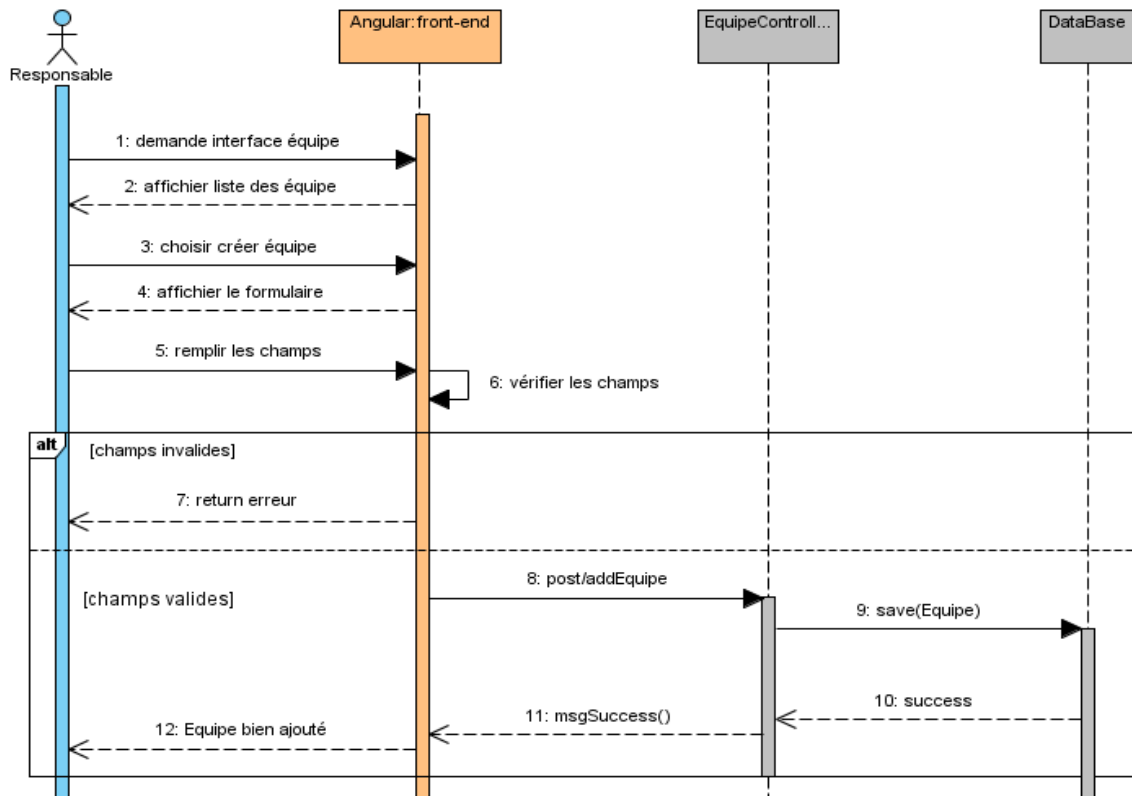 Angular:front-end
EquipeControll...
DataBase
Responsable
1: demande interface équipe
2: affichier liste des équipe
3: choisir créer équipe
4: affichier le formulaire
5: remplir les champs
6: vérifier les champs
alt
[champs invalides]
7: return erreur
8: post/addEquipe
[champs valides]
9: save(Equipe)
10: success
11: msgSuccess()
12: Equipe bien ajouté